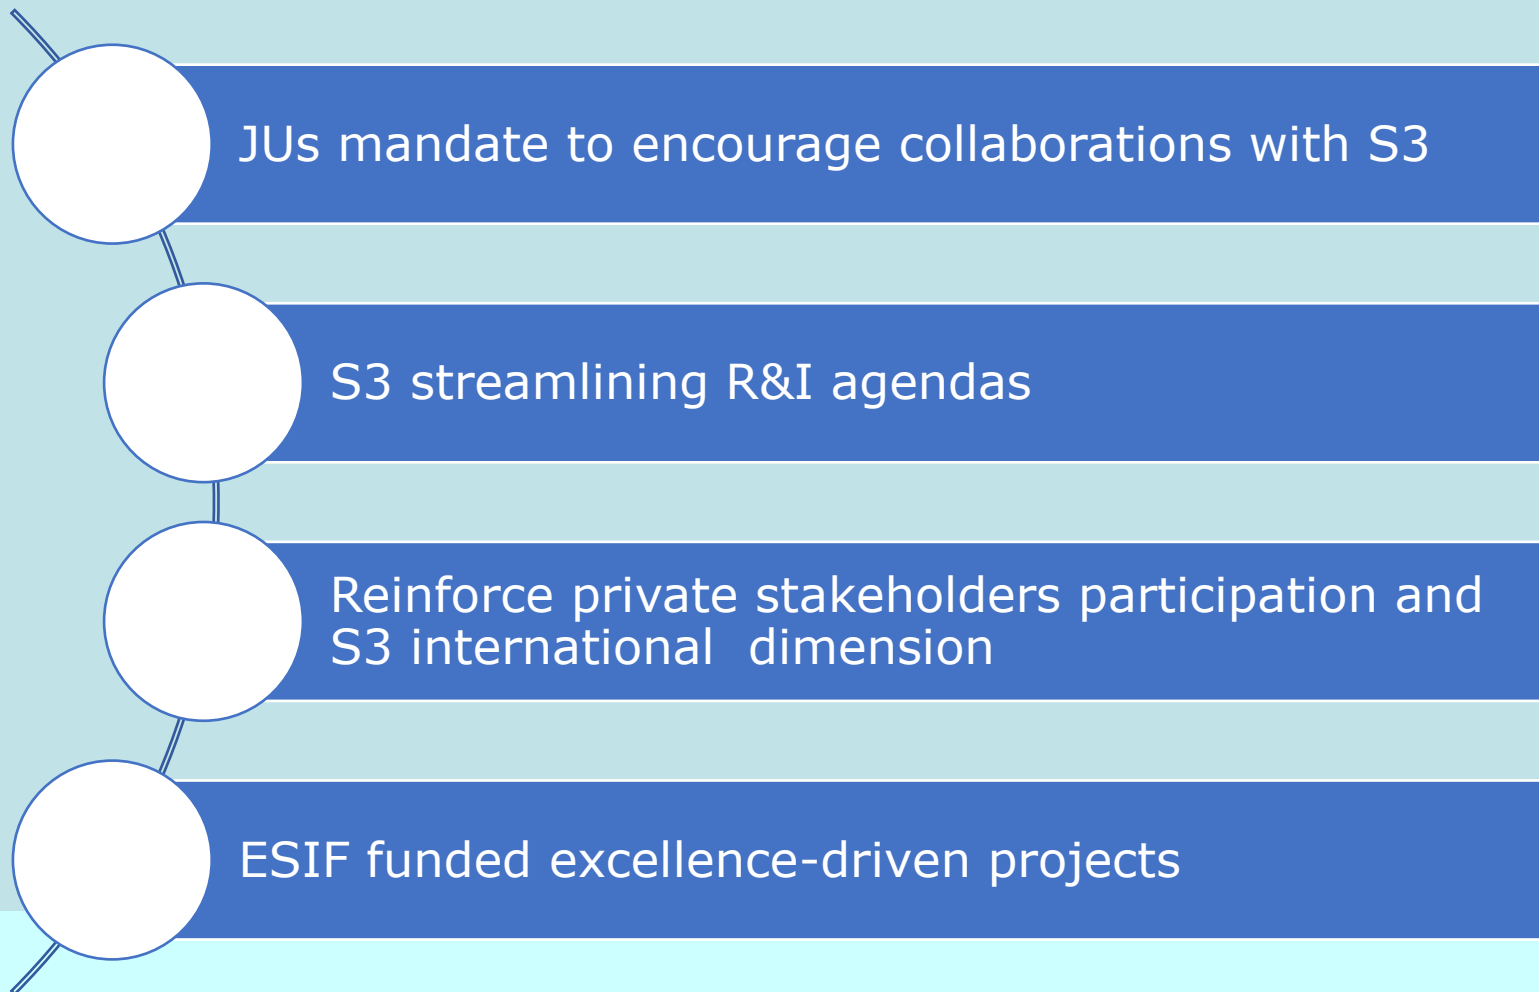 JUs mandate to encourage collaborations with S3
S3 streamlining R&I agendas
Reinforce private stakeholders participation and
S3 international  dimension
ESIF funded excellence-driven projects